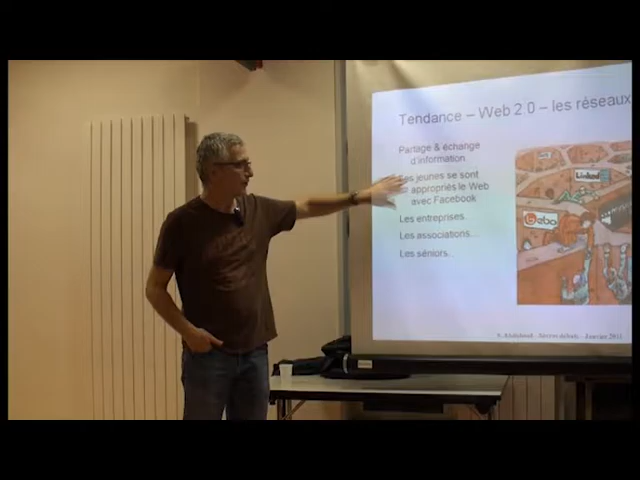 Tendance – Web 2.0 – les réseaux
Partage & échange
d'information
Les jeunes se sont
appropriés le Web
avec Facebook
Les entreprises...
Les associations...
Les séniors..
LinkedIn
bebo
Janvier 2011